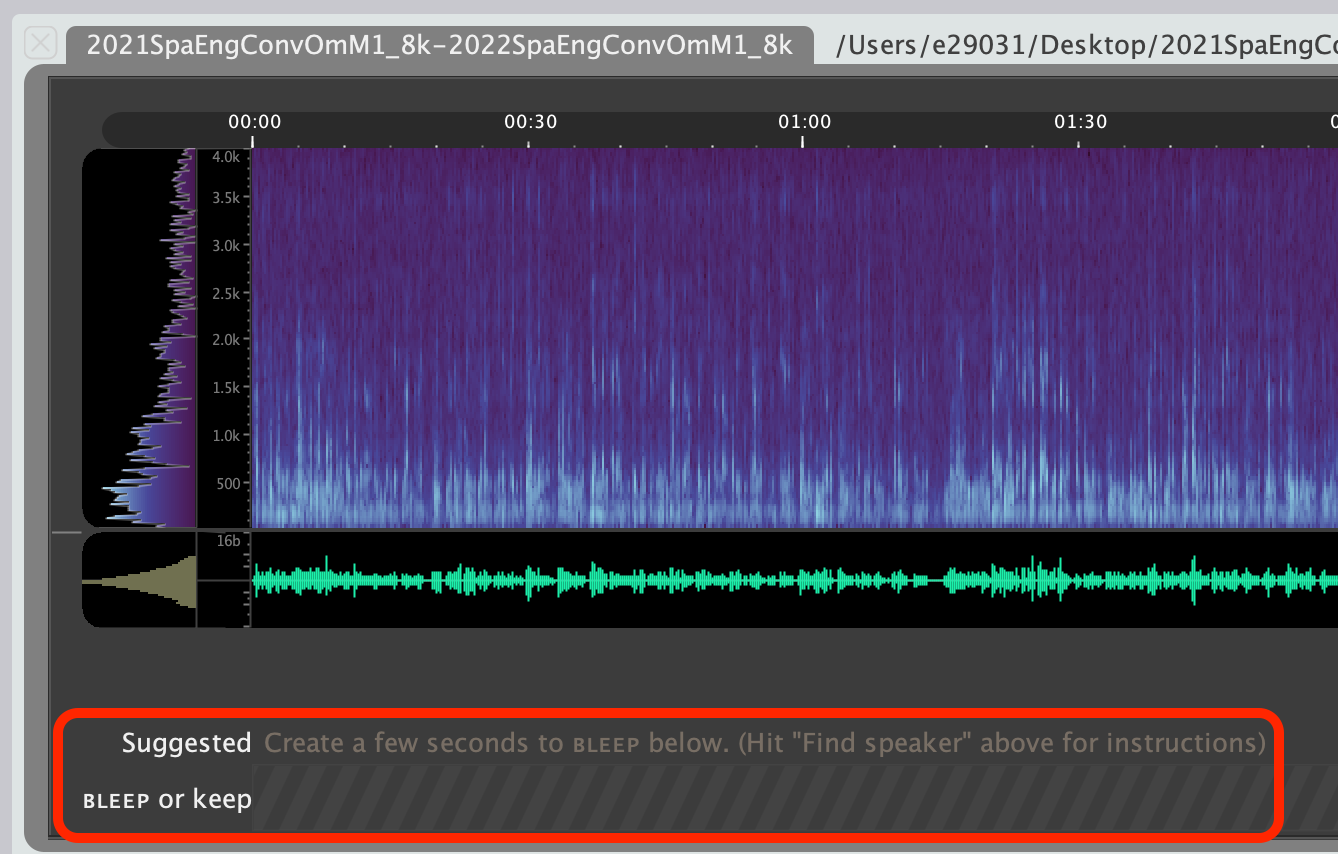 2021SpaEngConvOmM1_8k-2022SpaEngConvOmM1_8k /Users/e29031/Desktop/2021SpaEngCo
00:00 00:30 01:00 01:30 0
4.0k
3.5k
3.0k
2.5k
2.0k
1.5k
1.0k
500
16b
Suggested Create a few seconds to BLEEP below. (Hit "Find speaker" above for instructions)
BLEEP or keep